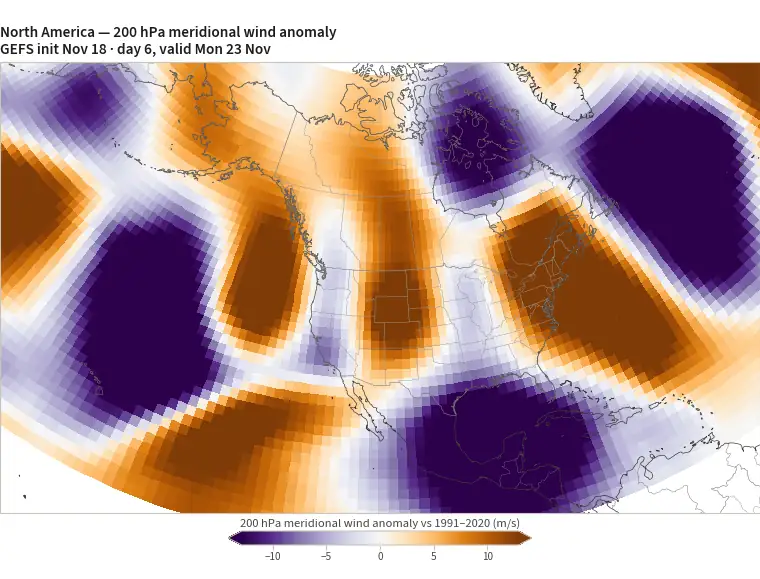 North America — 200 hPa meridional wind anomaly
GEFS init Nov 18 · day 6, valid Mon 23 Nov
200 hPa meridional wind anomaly vs 1991–2020 (m/s)
−10 −5 0 5 10